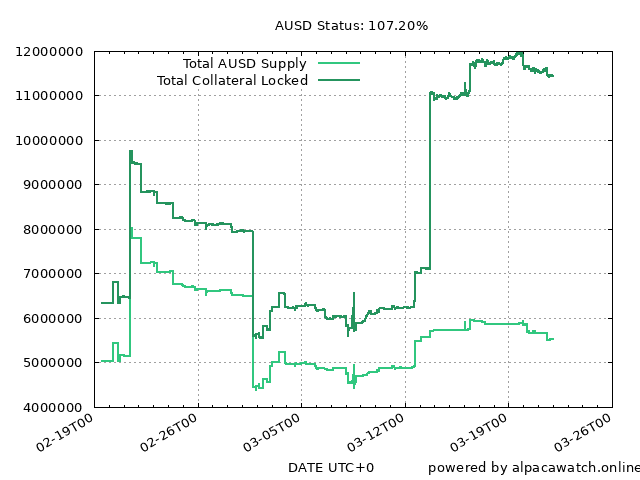 AUSD Status: 107.20%
12000000
11000000
10000000
9000000
8000000
7000000
6000000
5000000
4000000
Total AUSD Supply
Total Collateral Locked
02-19T00
02-26T00
03-05T00
03-12T00
03-19T00
03-26T00
DATE UTC+0
powered by alpacawatch.online